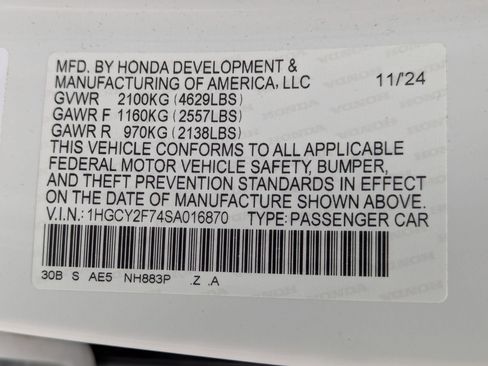 MFD. BY HONDA DEVELOPMENT &
MANUFACTURING OF AMERICA, LLC 11/'24
GVWR 2100KG (4629LBS)
GAWR F 1160KG (2557LBS)
GAWR R 970KG (2138LBS)
THIS VEHICLE CONFORMS TO ALL APPLICABLE
FEDERAL MOTOR VEHICLE SAFETY, BUMPER,
AND THEFT PREVENTION STANDARDS IN EFFECT
ON THE DATE OF MANUFACTURE SHOWN ABOVE.
V.I.N.: 1HGCY2F74SA016870 TYPE: PASSENGER CAR
30B S AE5 NH883P .Z .A